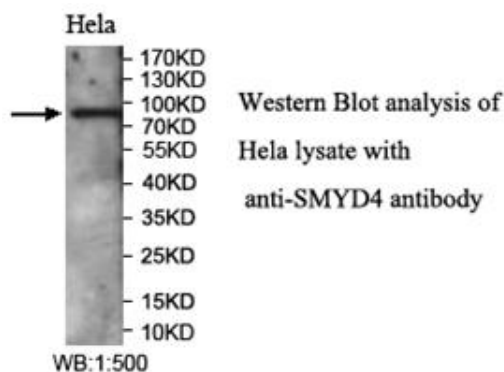 Hela
170KD
130KD
100KD
70KD
55KD
40KD
35KD
25KD
15KD
10KD
WB:1:500
Western Blot analysis of
Hela lysate with
anti-SMYD4 antibody